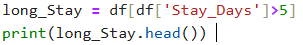 long_Stay = df[df['Stay_Days']>5]
print(long_Stay.head())